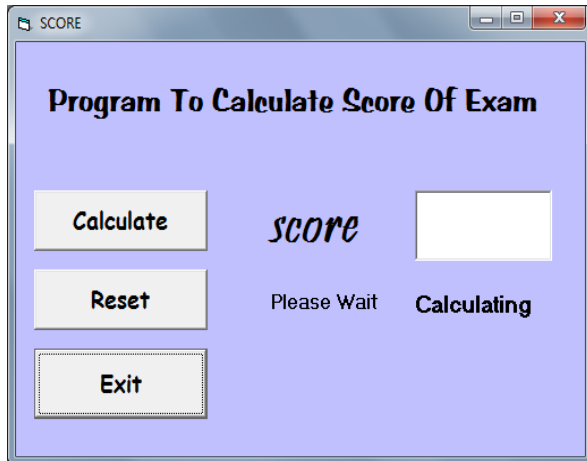 SCORE
Program To Calculate Score Of Exam
Calculate
score
Reset
Please Wait
Calculating
Exit